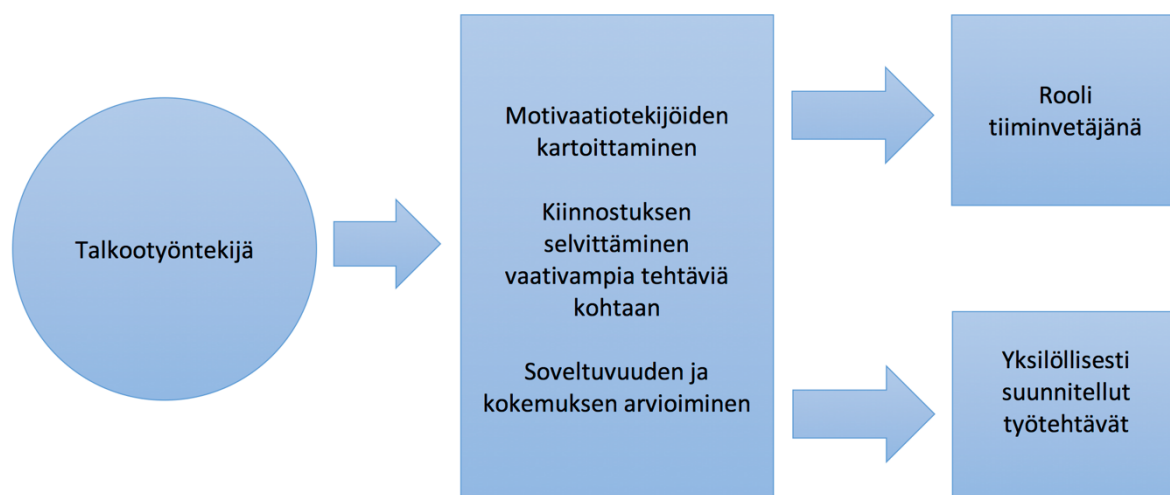 Talkootyöntekijä
Motivaatiotekijöiden
kartoittaminen
Kiinnostuksen
selvittäminen
vaativampia tehtäviä
kohtaan
Soveltuvuuden ja
kokemuksen arvioiminen
Rooli
tiiminvetäjänä
Yksilöllisesti
suunnitellut
työtehtävät